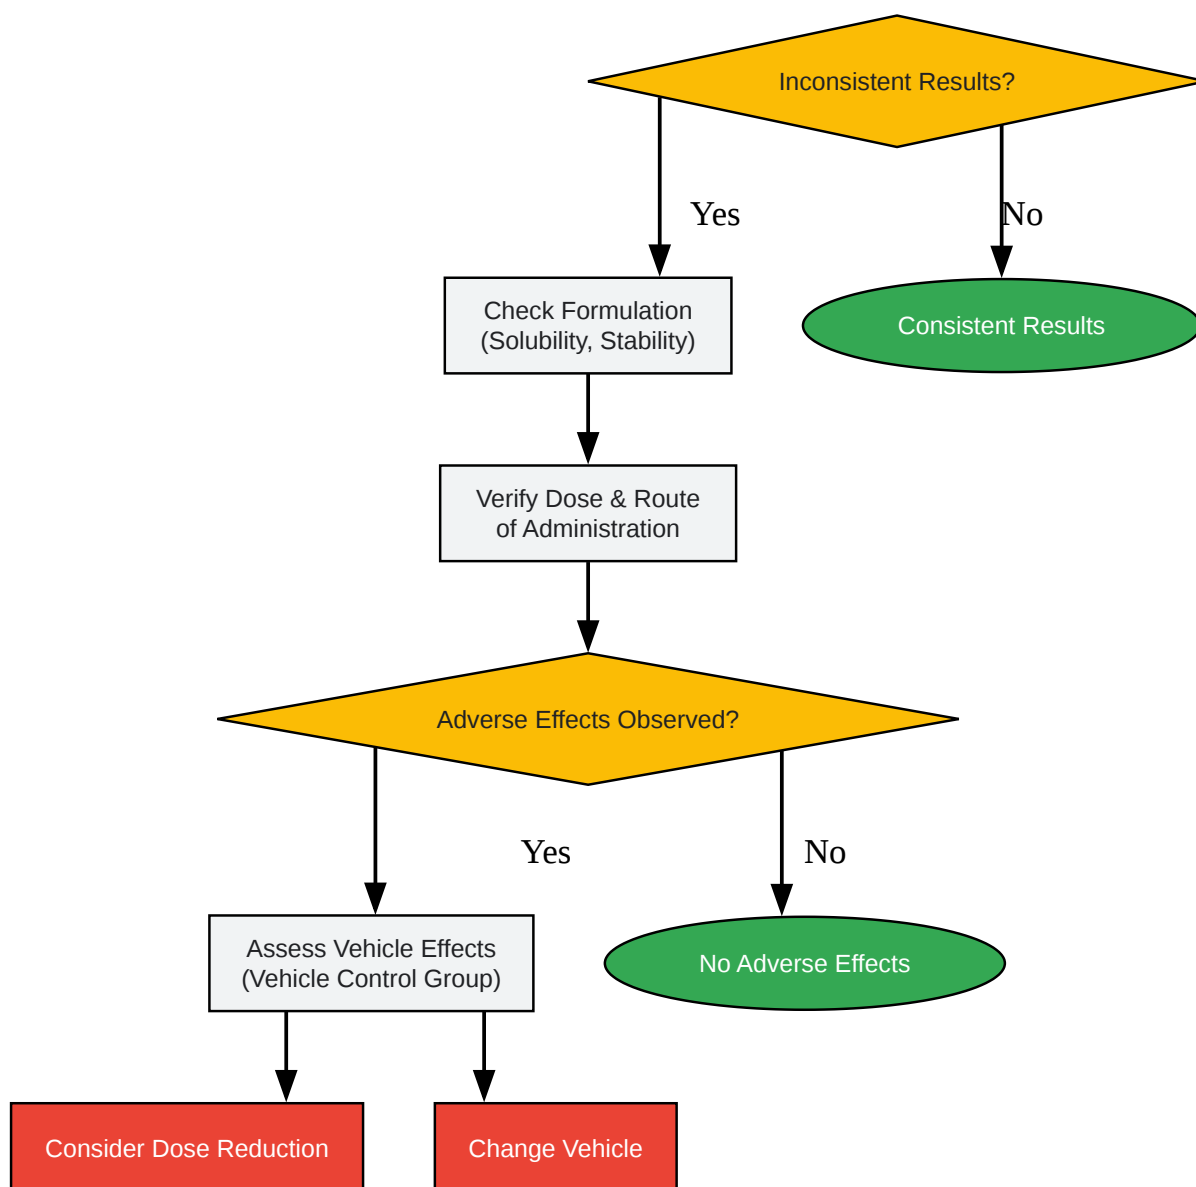 Inconsistent Results?
Yes
No
Check Formulation
(Solubility, Stability)
Consistent Results
Verify Dose & Route
of Administration
Adverse Effects Observed?
Yes
No
Assess Vehicle Effects
(Vehicle Control Group)
No Adverse Effects
Consider Dose Reduction
Change Vehicle